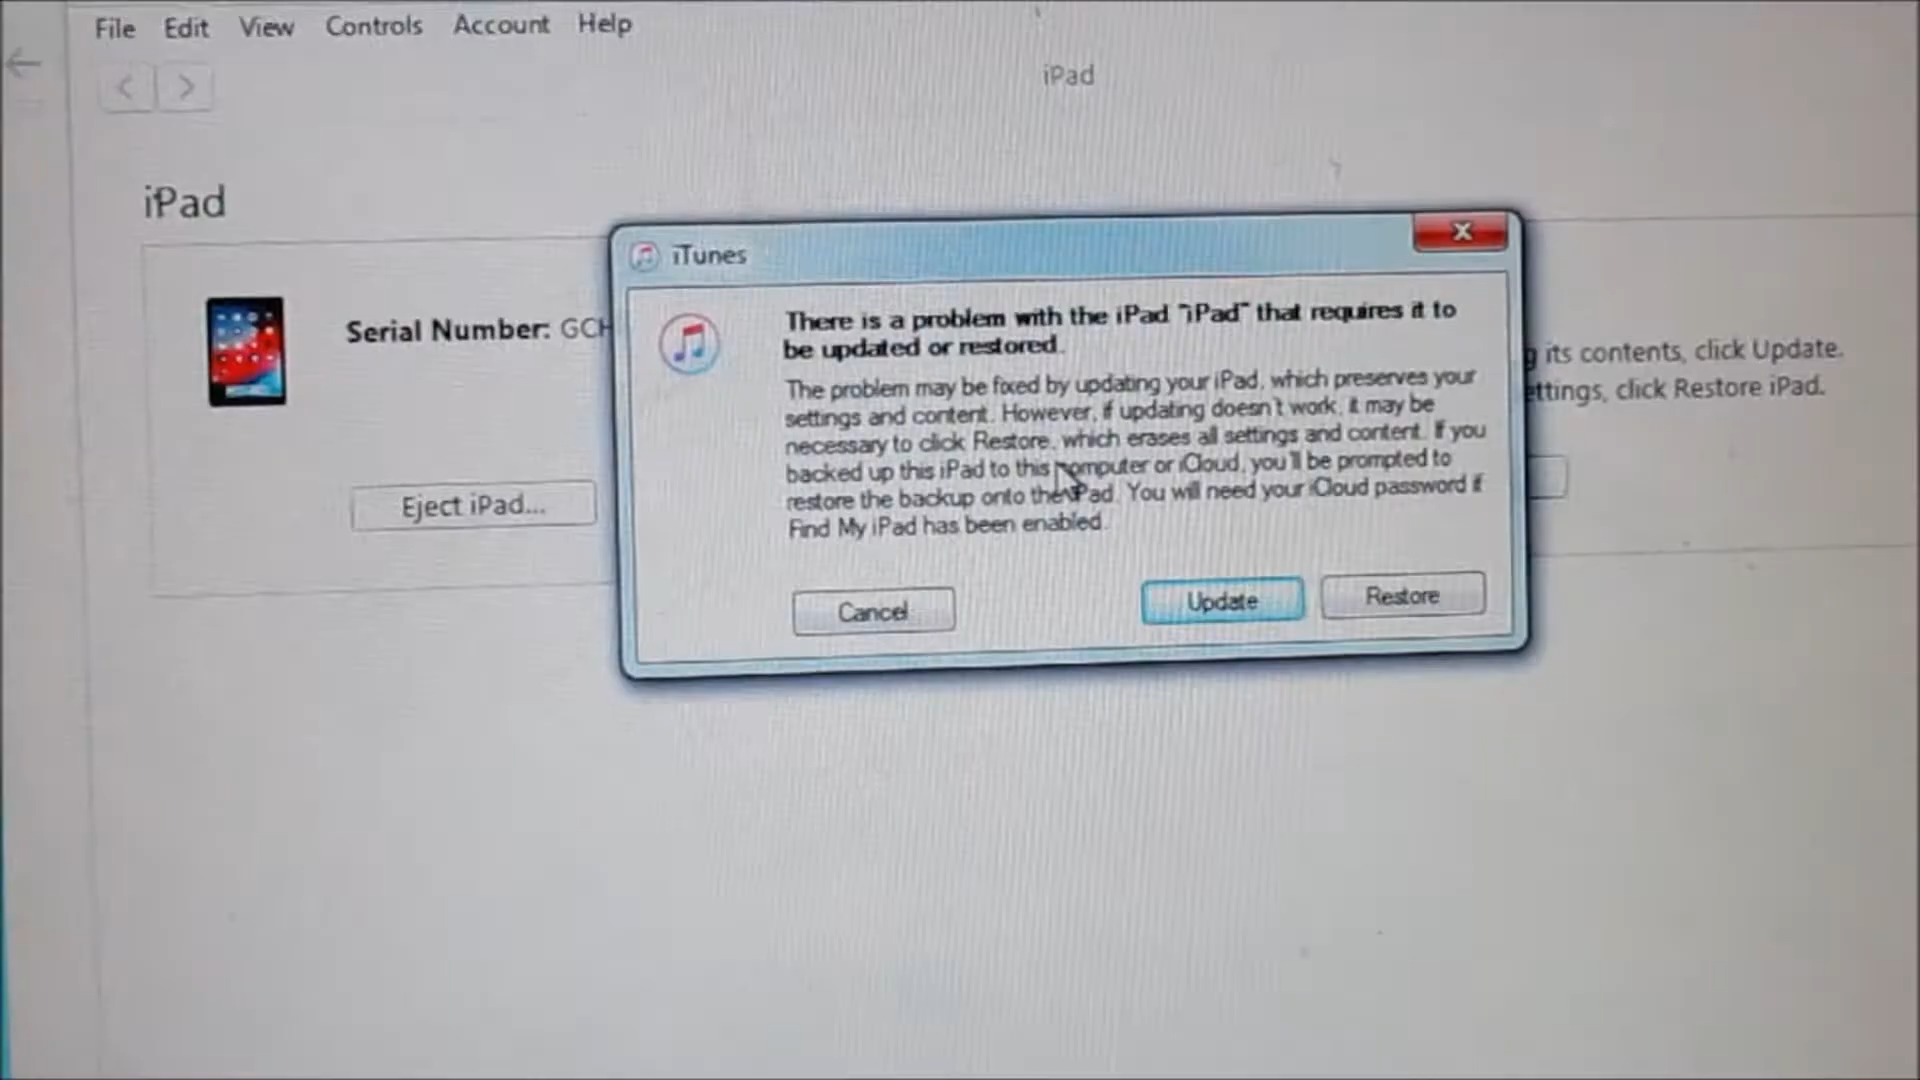 File Edit View Controls Account Help
iPad
iPad
iTunes
There is a problem with the iPad "iPad" that requires it to
be updated or restored.
Serial Number: GCH
The problem may be fixed by updating your iPad, which preserves your
settings and content. However, if updating doesn't work, it may be
necessary to click Restore, which erases all settings and content. If you
backed up this iPad to this computer or iCloud, you'll be prompted to
restore the backup onto the iPad. You will need your iCloud password if
Find My iPad has been enabled.
its contents, click Update.
ettings, click Restore iPad.
Eject iPad...
Cancel Update Restore